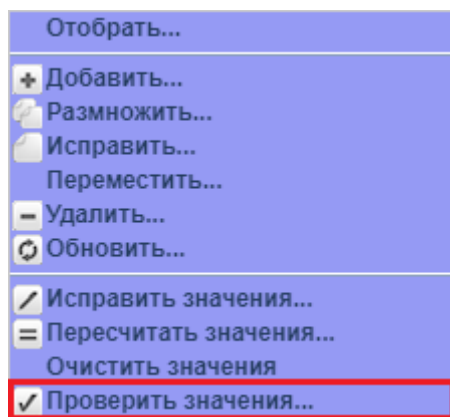 Отобрать...
Добавить...
Размножить...
Исправить...
Переместить...
Удалить...
Обновить...
Исправить значения...
Пересчитать значения...
Очистить значения
Проверить значения...